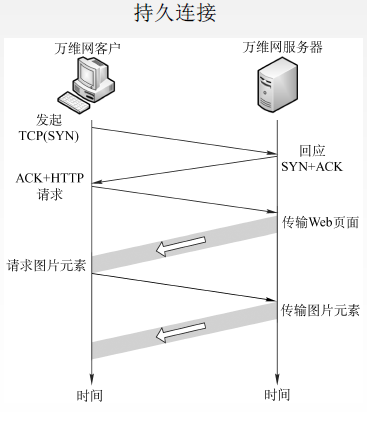 持久连接
万维网客户
万维网服务器
发起
TCP(SYN)
回应
SYN+ACK
ACK+HTTP
请求
传输Web页面
请求图片元素
传输图片元素
时间
时间